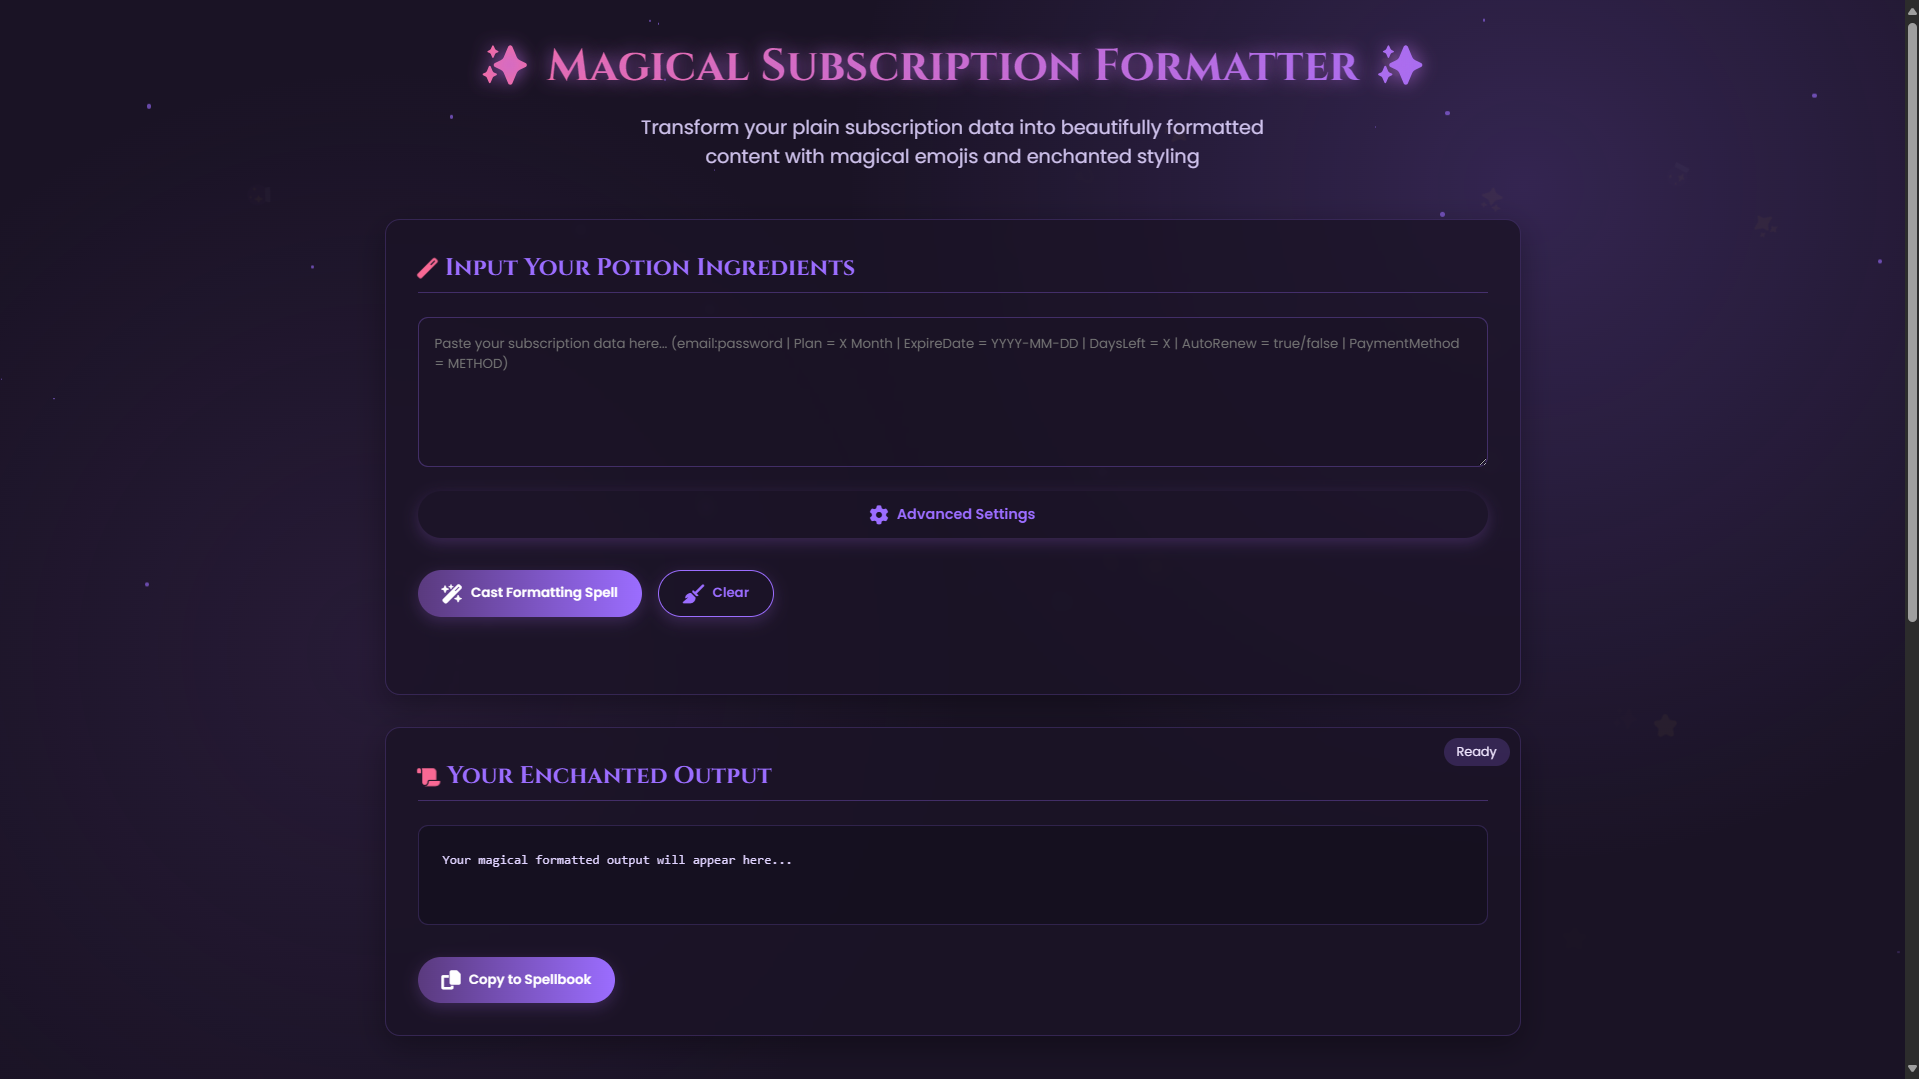 Magical Subscription Formatter
Transform your plain subscription data into beautifully formatted
content with magical emojis and enchanted styling
Input Your Potion Ingredients
Paste your subscription data here... (email:password | Plan = X Month | ExpireDate = YYYY-MM-DD | DaysLeft = X | AutoRenew = true/false | PaymentMethod
= METHOD)
Advanced Settings
Cast Formatting Spell
Clear
Ready
Your Enchanted Output
Your magical formatted output will appear here...
Copy to Spellbook